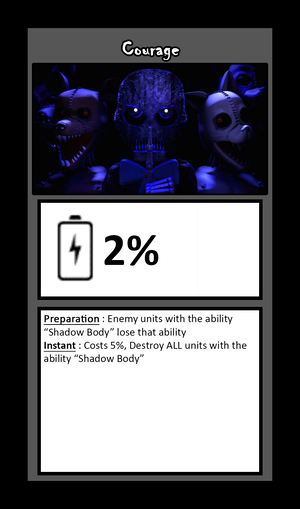 Courage
2%
Preparation : Enemy units with the ability
“Shadow Body” lose that ability
Instant : Costs 5%, Destroy ALL units with the
ability “Shadow Body”